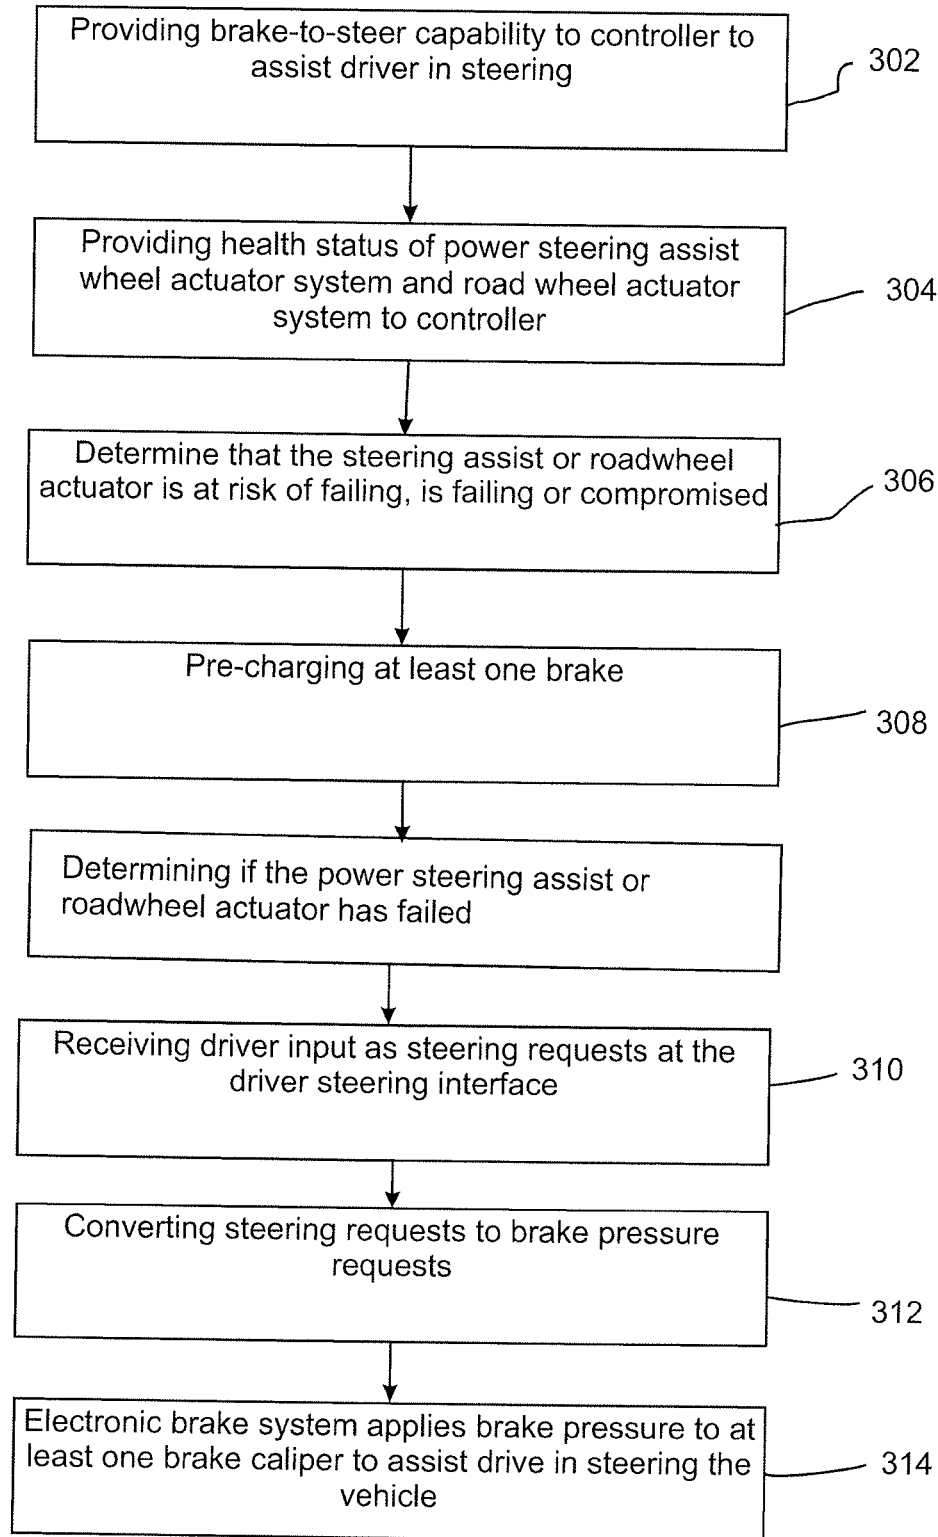 Providing brake-to-steer capability to controller to
assist driver in steering
302
Providing health status of power steering assist
wheel actuator system and road wheel actuator
system to controller
304
Determine that the steering assist or roadwheel
actuator is at risk of failing, is failing or compromised
306
Pre-charging at least one brake
308
Determining if the power steering assist or
roadwheel actuator has failed
Receiving driver input as steering requests at the
driver steering interface
310
Converting steering requests to brake pressure
requests
312
Electronic brake system applies brake pressure to at
least one brake caliper to assist drive in steering the
vehicle
314